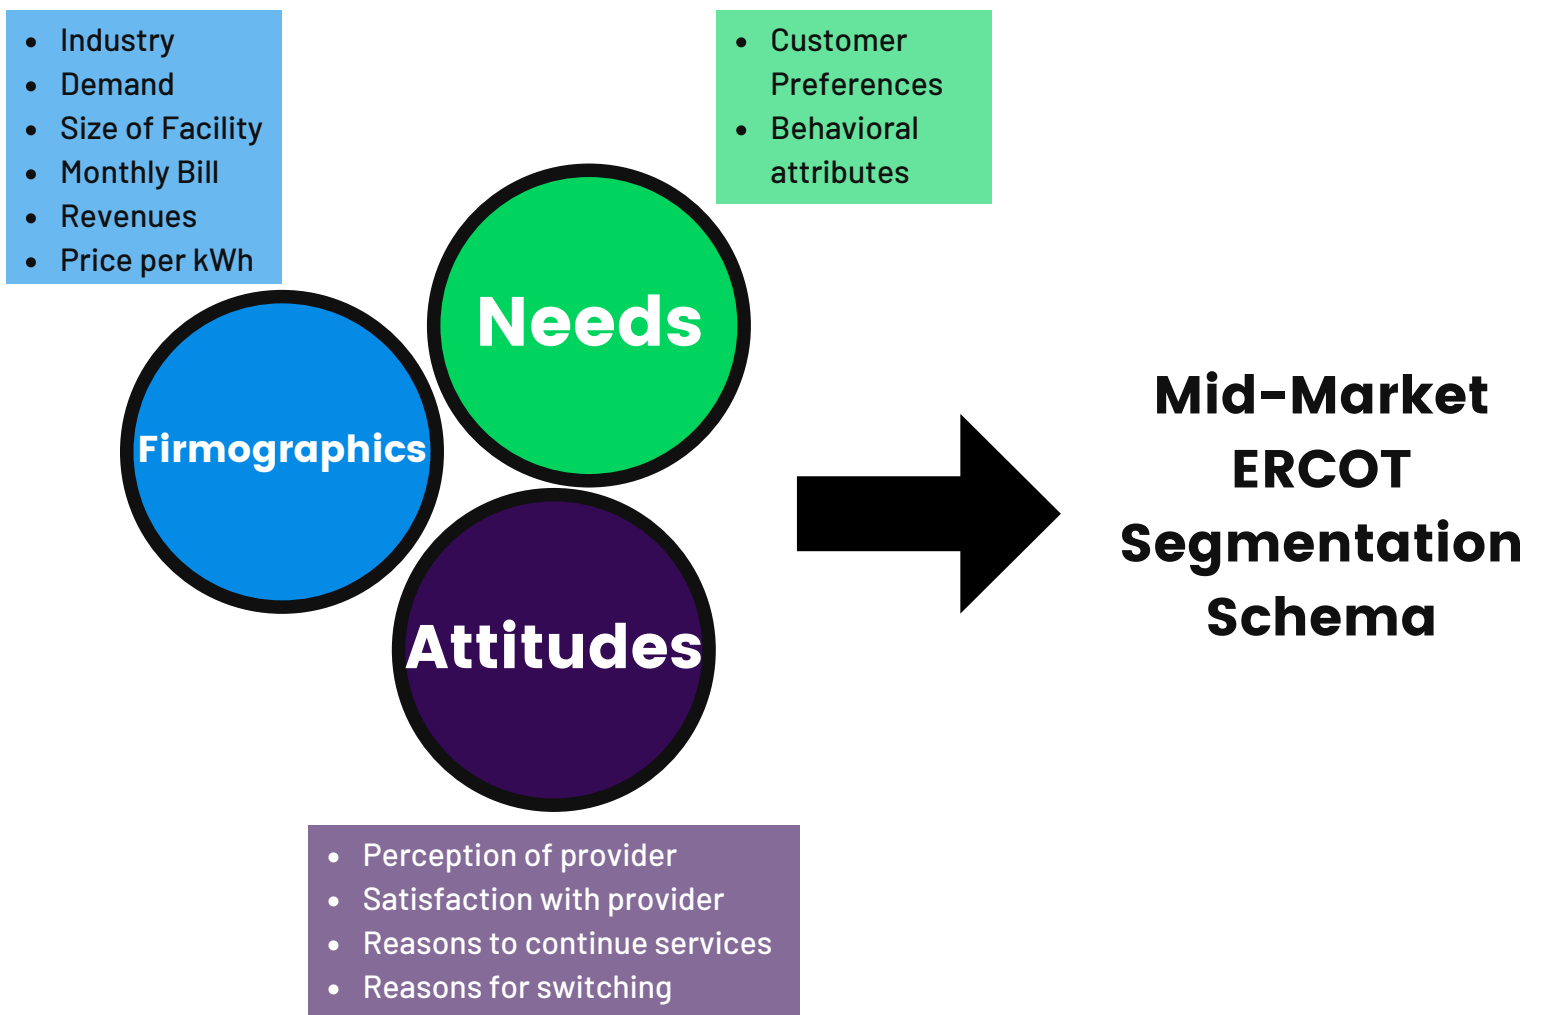 • Industry
• Demand
• Size of Facility
• Monthly Bill
• Revenues
• Price per kWh
• Customer
Preferences
• Behavioral
attributes
Needs
Firmographics
Attitudes
• Perception of provider
• Satisfaction with provider
• Reasons to continue services
• Reasons for switching
Mid-Market
ERCOT
Segmentation
Schema